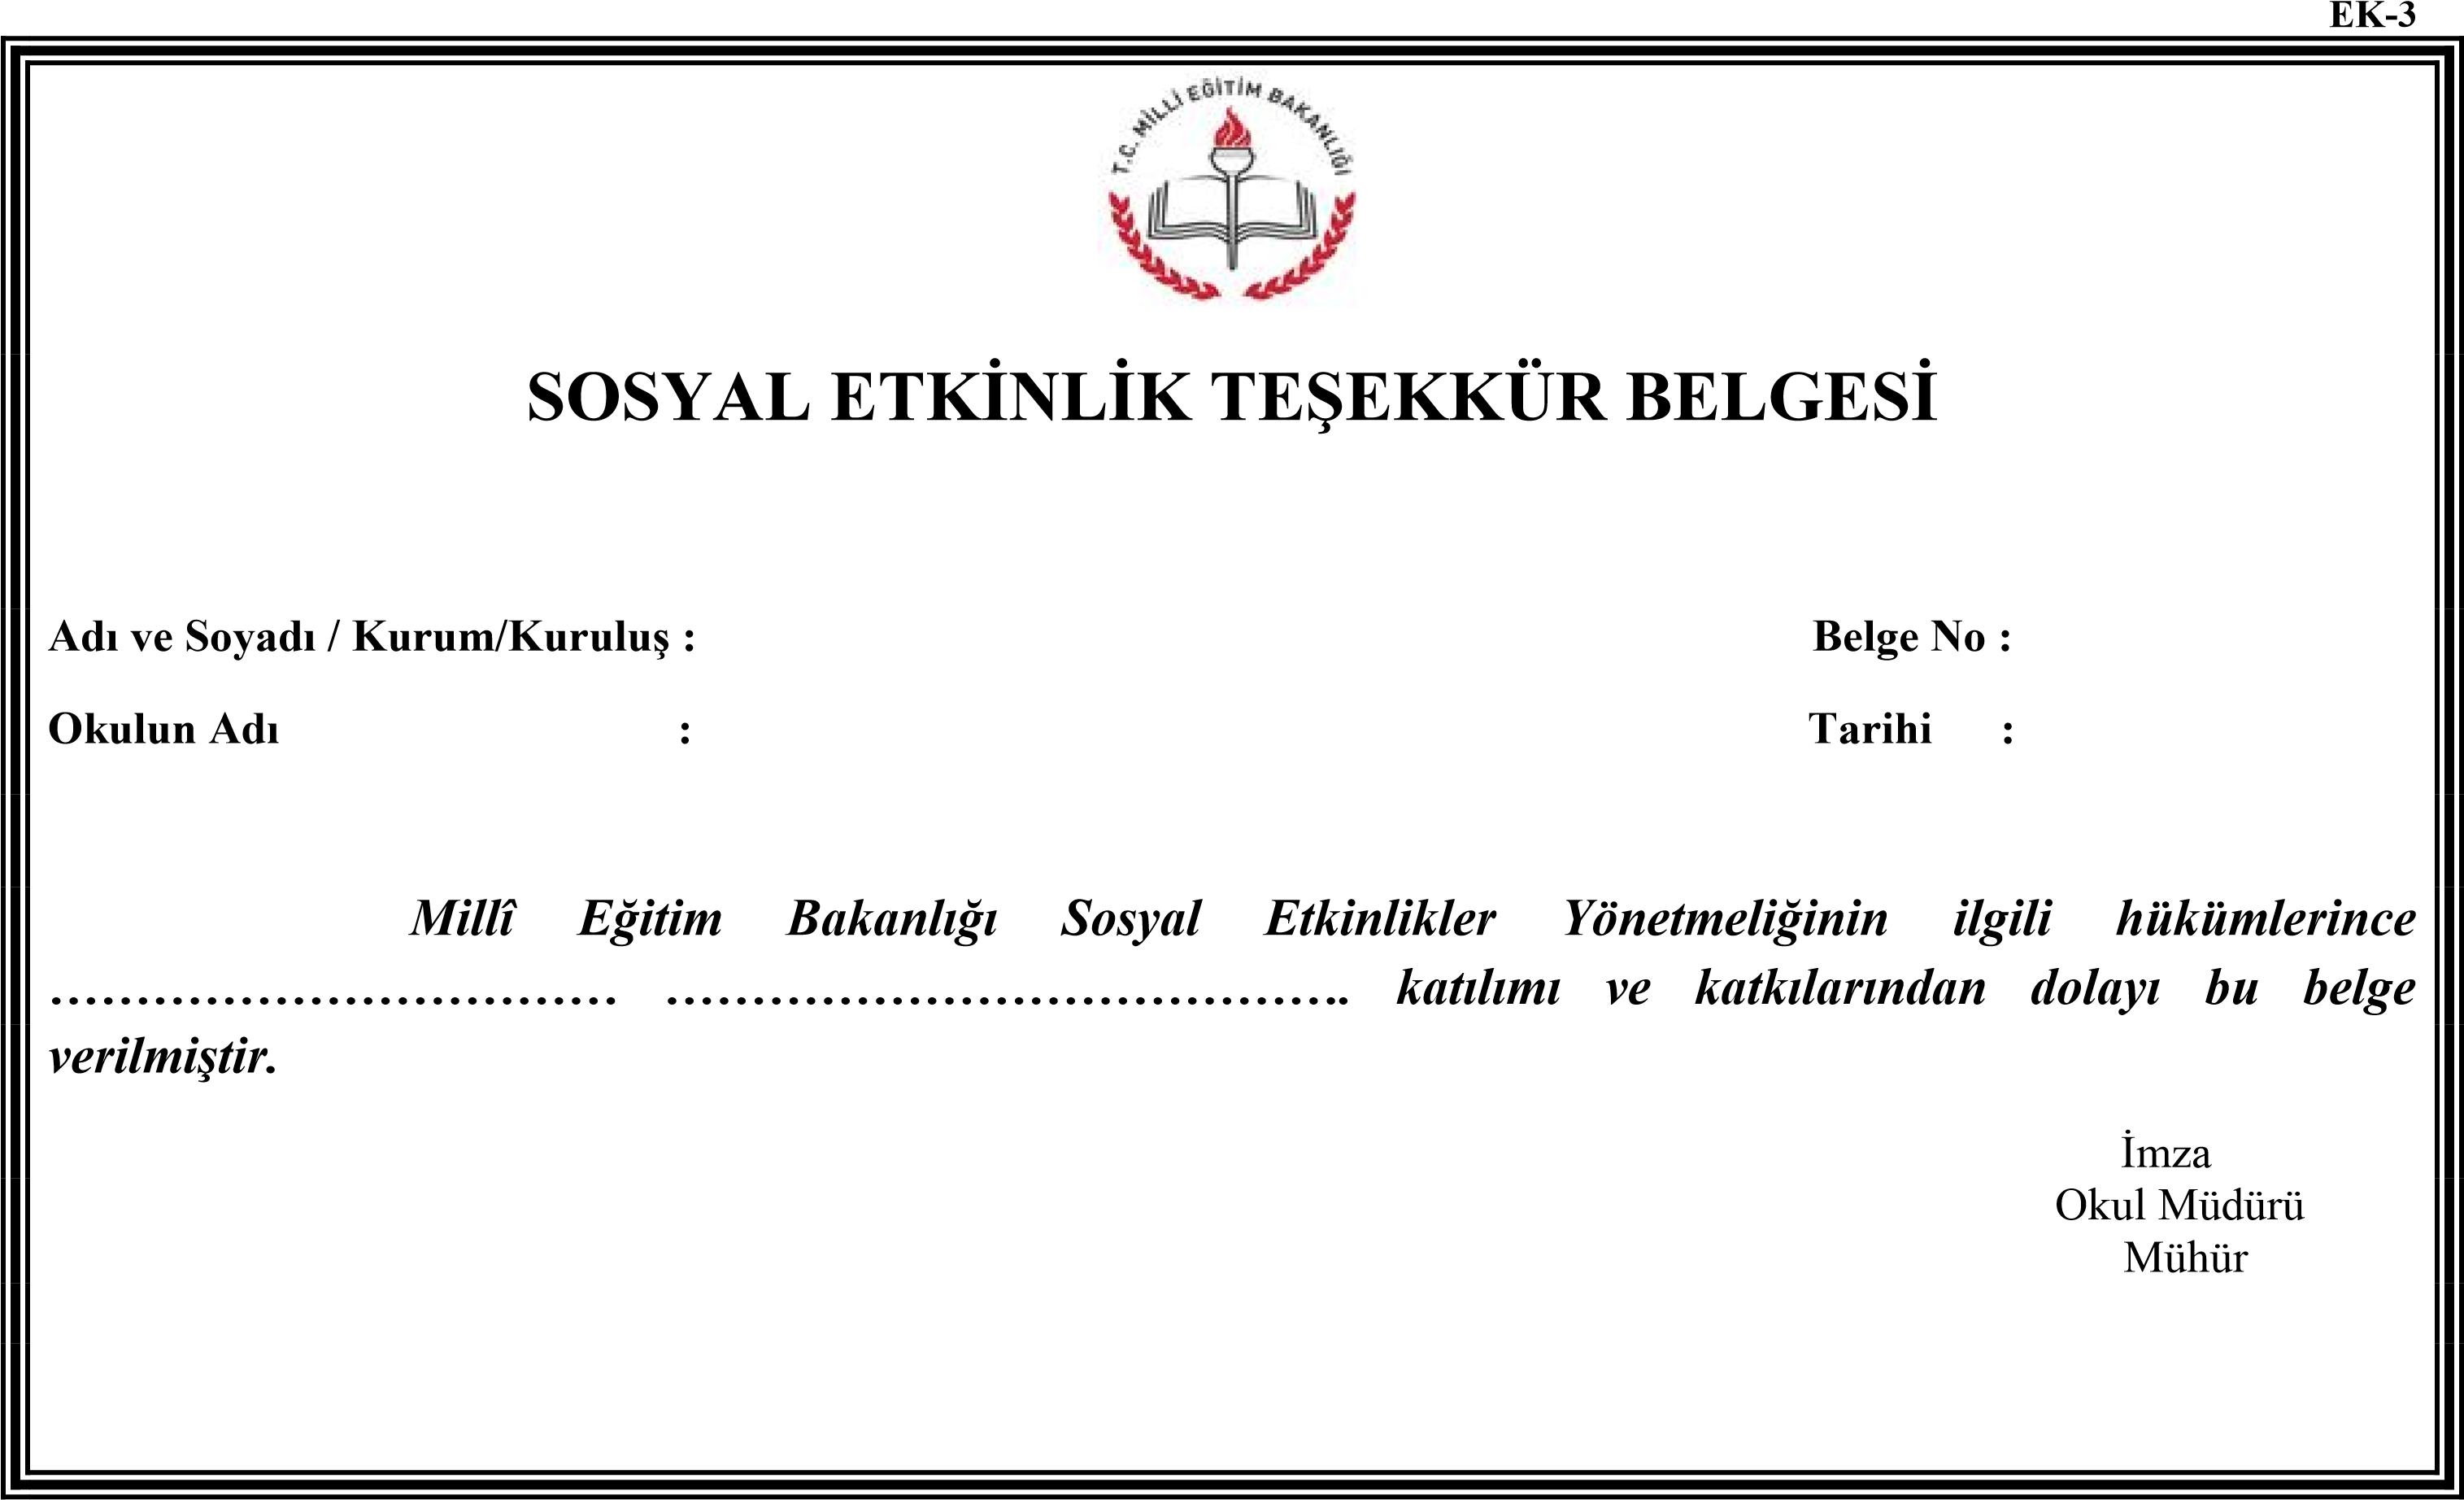 EK-3
T.C. MİLLİ EĞİTİM BAKANLIĞI
SOSYAL ETKİNLİK TEŞEKKÜR BELGESİ
Adı ve Soyadı / Kurum/Kuruluş : Belge No :
Okulun Adı : Tarihi :
Millî Eğitim Bakanlığı Sosyal Etkinlikler Yönetmeliğinin ilgili hükümlerince
…………………………… ………………………………….. katılımı ve katkılarından dolayı bu belge
verilmiştir.
İmza
Okul Müdürü
Mühür